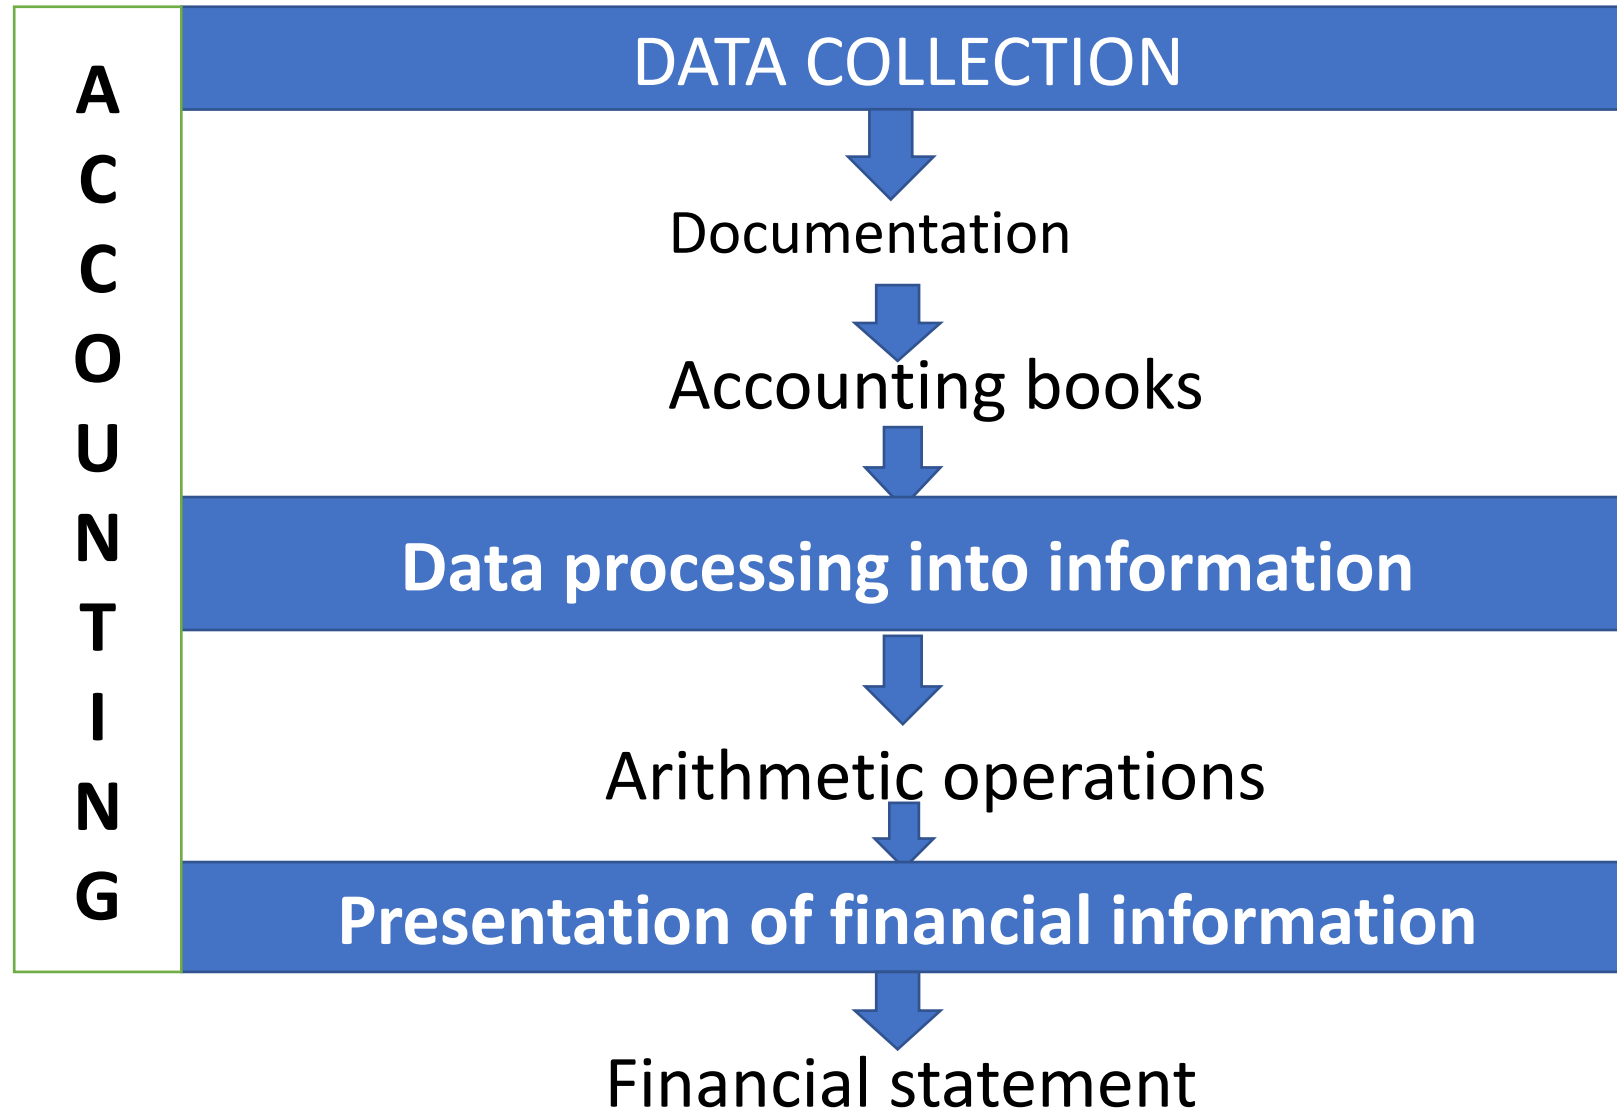 A
C
C
O
U
N
T
I
N
G
DATA COLLECTION
Documentation
Accounting books
Data processing into information
Arithmetic operations
Presentation of financial information
Financial statement